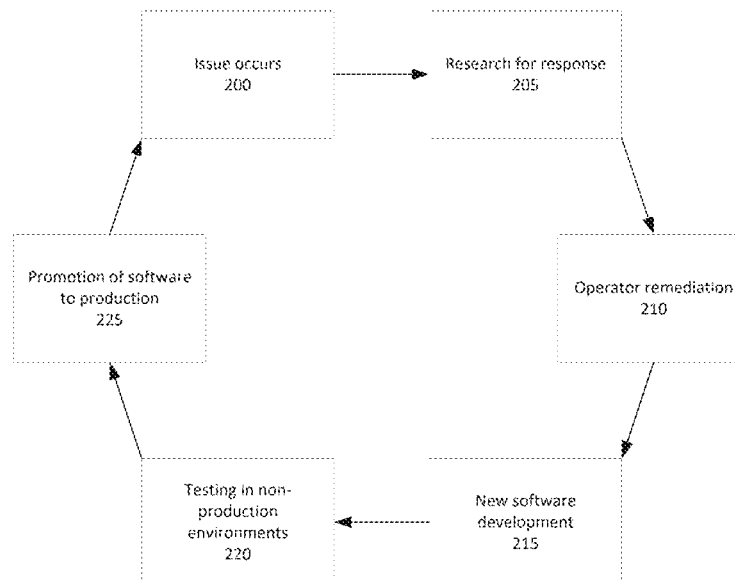 Issue occurs
200
Research for response
205
Operator remediation
210
New software
development
215
Testing in non-
production
environments
220
Promotion of software
to production
225